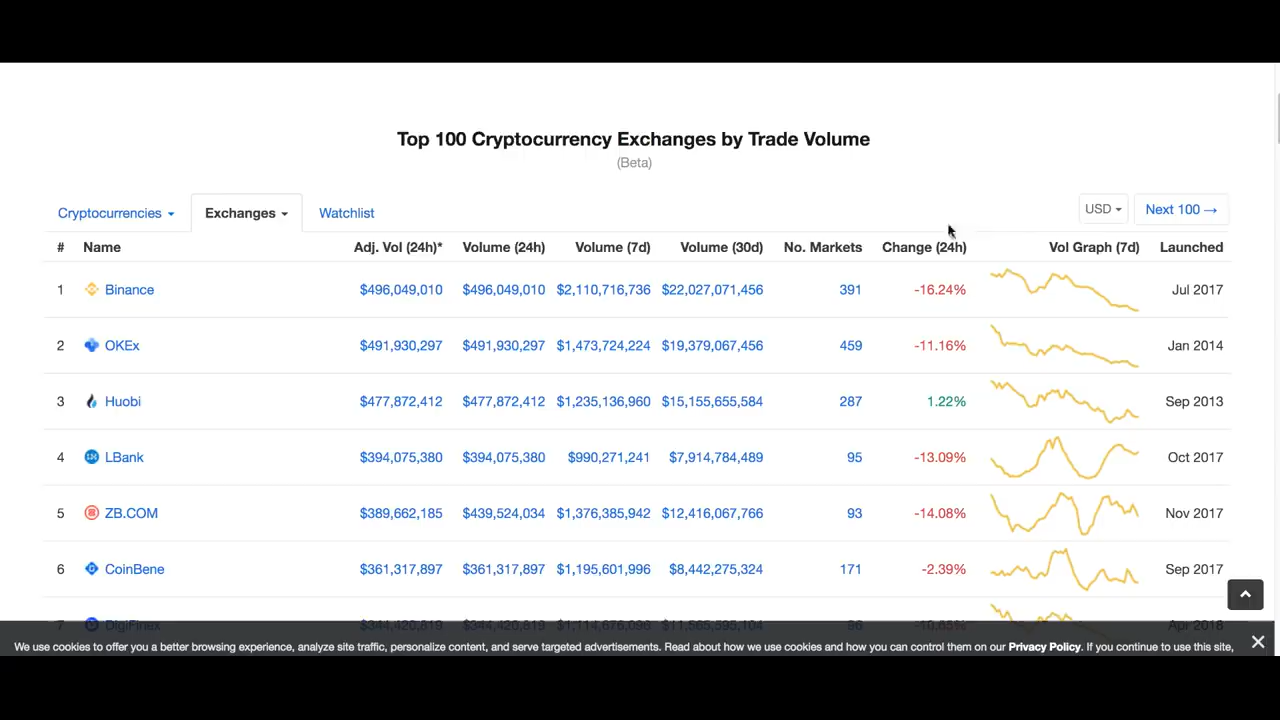 Top 100 Cryptocurrency Exchanges by Trade Volume
(Beta)
Cryptocurrencies Exchanges Watchlist USD Next 100 →
# Name Adj. Vol (24h)* Volume (24h) Volume (7d) Volume (30d) No. Markets Change (24h) Vol Graph (7d) Launched
1 Binance $496,049,010 $496,049,010 $2,110,716,736 $22,027,071,456 391 -16.24% Jul 2017
2 OKEx $491,930,297 $491,930,297 $1,473,724,224 $19,379,067,456 459 -11.16% Jan 2014
3 Huobi $477,872,412 $477,872,412 $1,235,136,960 $15,155,655,584 287 1.22% Sep 2013
4 LBank $394,075,380 $394,075,380 $990,271,241 $7,914,784,489 95 -13.09% Oct 2017
5 ZB.COM $389,662,185 $439,524,034 $1,376,385,942 $12,416,067,766 93 -14.08% Nov 2017
6 CoinBene $361,317,897 $361,317,897 $1,195,601,996 $8,442,275,324 171 -2.39% Sep 2017
7 DigiFinex Apr 2018
We use cookies to offer you a better browsing experience, analyze site traffic, personalize content, and serve targeted advertisements. Read about how we use cookies and how you can control them on our Privacy Policy. If you continue to use this site,